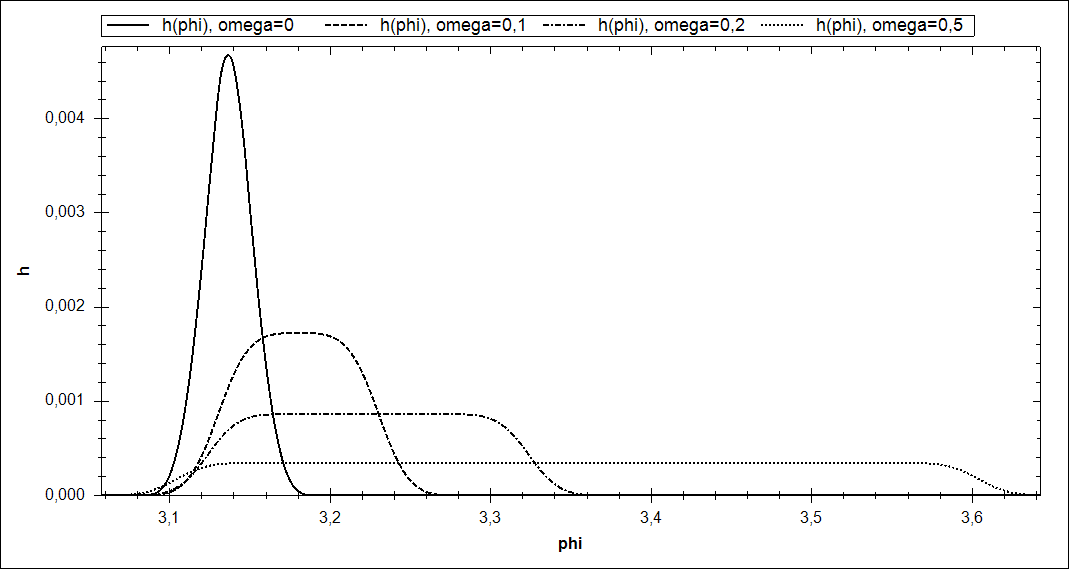 h(phi), omega=0 h(phi), omega=0,1 h(phi), omega=0,2 h(phi), omega=0,5
0,004
0,003
h
0,002
0,001
0,000
3,1 3,2 3,3 3,4 3,5 3,6
phi